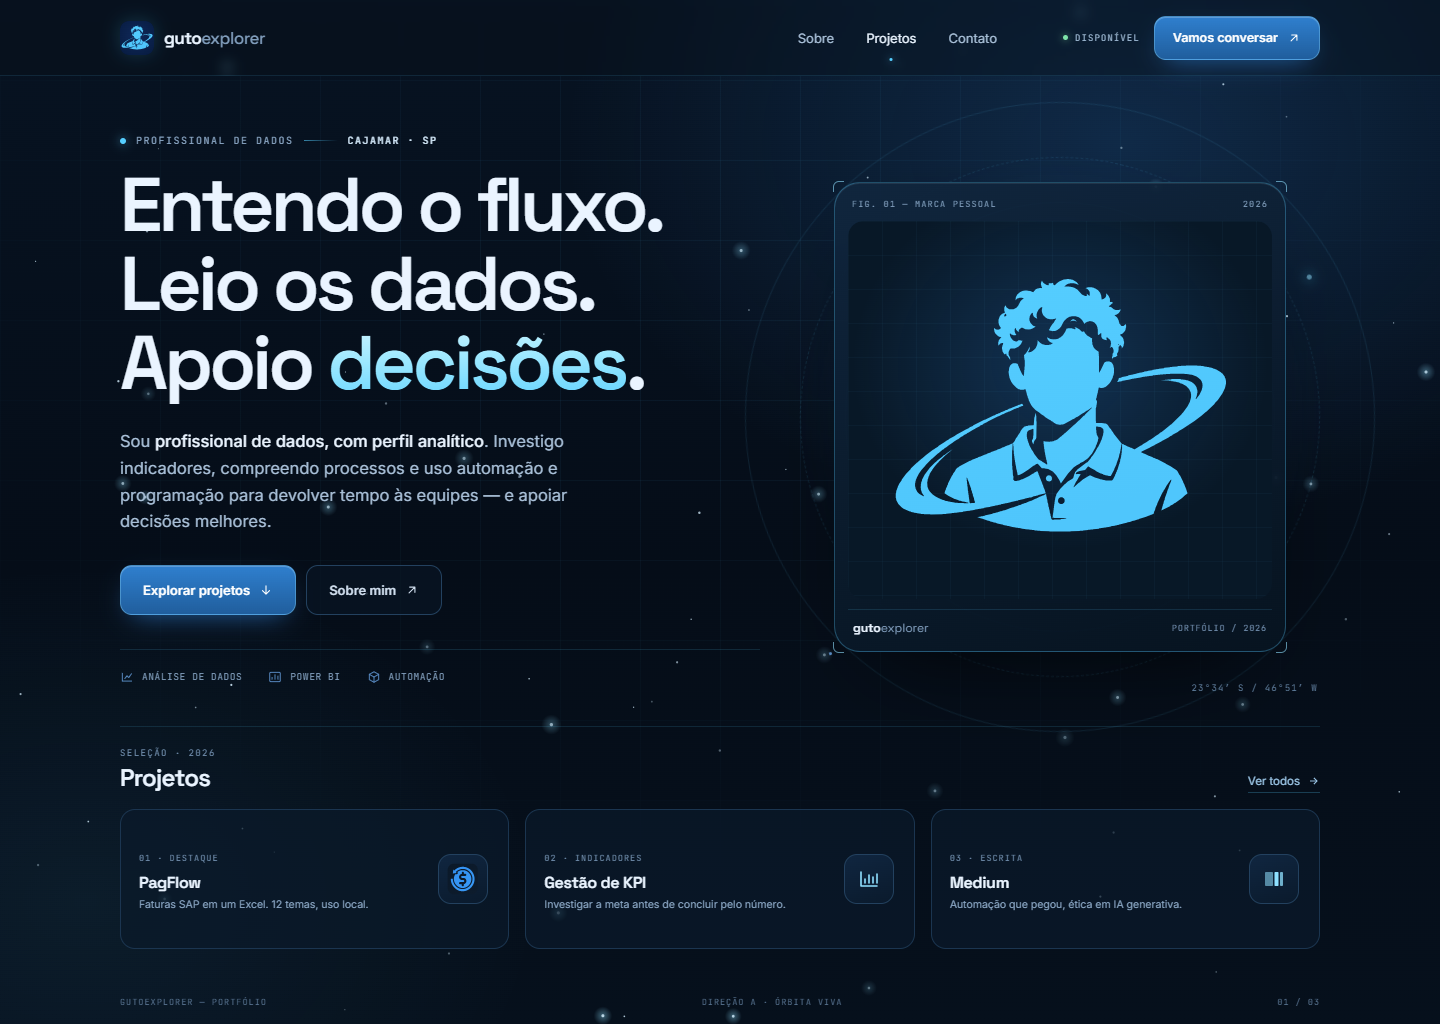 gutoexplorer
Sobre
Projetos
Contato
DISPONÍVEL
Vamos conversar
PROFISSIONAL DE DADOS
CAJAMAR · SP
Entendo o fluxo.
Leio os dados.
Apoio decisões.
Sou profissional de dados, com perfil analítico. Investigo
indicadores, compreendo processos e uso automação e
programação para devolver tempo às equipes — e apoiar
decisões melhores.
Explorar projetos ↓
Sobre mim ↗
ANÁLISE DE DADOS
POWER BI
AUTOMAÇÃO
FIG. 01 — MARCA PESSOAL
2026
gutoexplorer
PORTFÓLIO / 2026
23°34′ S / 46°51′ W
SELEÇÃO · 2026
Projetos
Ver todos →
01 · DESTAQUE
PagFlow
Faturas SAP em um Excel. 12 temas, uso local.
02 · INDICADORES
Gestão de KPI
Investigar a meta antes de concluir pelo número.
03 · ESCRITA
Medium
Automação que pegou, ética em IA generativa.
GUTOEXPLORER — PORTFÓLIO
DIREÇÃO A · ÓRBITA VIVA
01 / 03